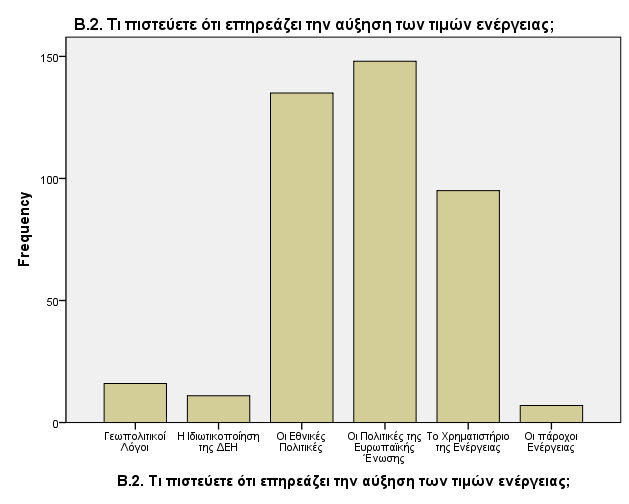 B.2. Τι πιστεύετε ότι επηρεάζει την αύξηση των τιμών ενέργειας;
150
100
50
0
Frequency
Γεωπολιτικοί
Λόγοι
Η Ιδιωτικοποίηση
της ΔΕΗ
Οι Εθνικές
Πολιτικές
Οι Πολιτικές της
Ευρωπαϊκής
Ένωσης
Το Χρηματιστήριο
της Ενέργειας
Οι πάροχοι
Ενέργειας
B.2. Τι πιστεύετε ότι επηρεάζει την αύξηση των τιμών ενέργειας;